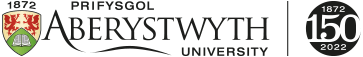 1872 PRIFYSGOL
ABERYSTWYTH
UNIVERSITY
1872
150
2022